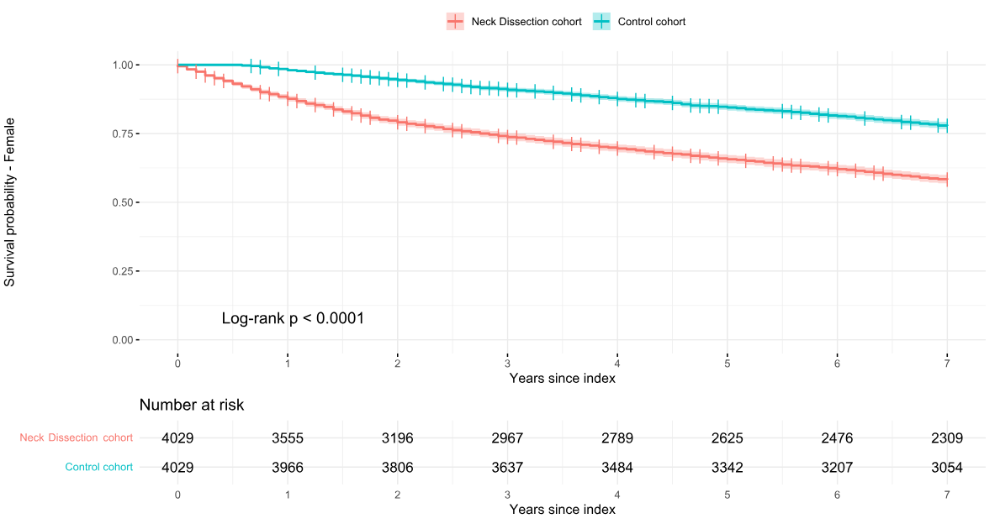 Neck Dissection cohort Control cohort
Survival probability - Female
1.00
0.75
0.50
0.25
0.00
Log-rank p < 0.0001
0 1 2 3 4 5 6 7
Years since index
Number at risk
Neck Dissection cohort 4029 3555 3196 2967 2789 2625 2476 2309
Control cohort 4029 3966 3806 3637 3484 3342 3207 3054
0 1 2 3 4 5 6 7
Years since index